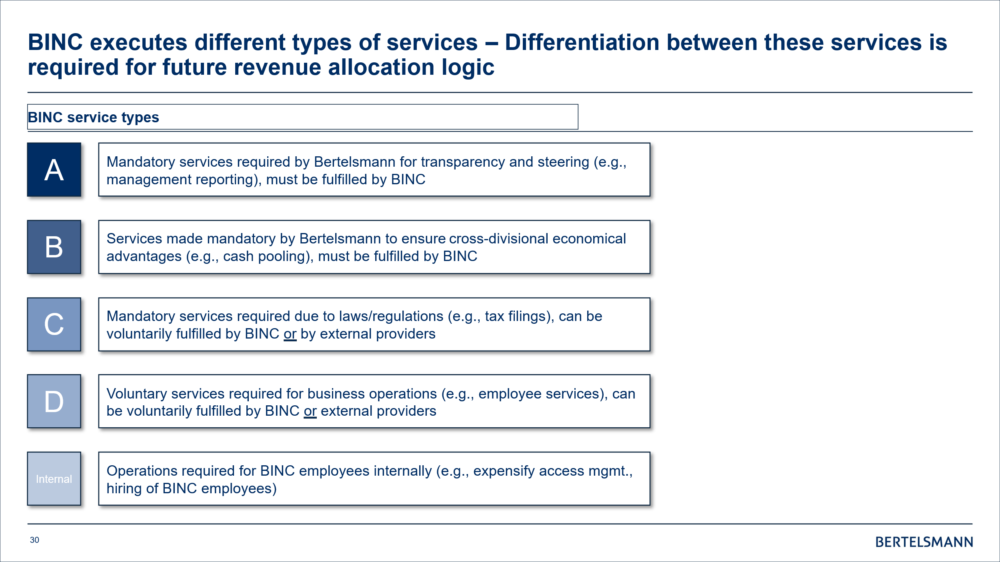 BINC executes different types of services – Differentiation between these services is
required for future revenue allocation logic
BINC service types
A
Mandatory services required by Bertelsmann for transparency and steering (e.g.,
management reporting), must be fulfilled by BINC
B
Services made mandatory by Bertelsmann to ensure cross-divisional economical
advantages (e.g., cash pooling), must be fulfilled by BINC
C
Mandatory services required due to laws/regulations (e.g., tax filings), can be
voluntarily fulfilled by BINC or by external providers
D
Voluntary services required for business operations (e.g., employee services), can
be voluntarily fulfilled by BINC or external providers
Internal
Operations required for BINC employees internally (e.g., expensify access mgmt.,
hiring of BINC employees)
30
BERTELSMANN